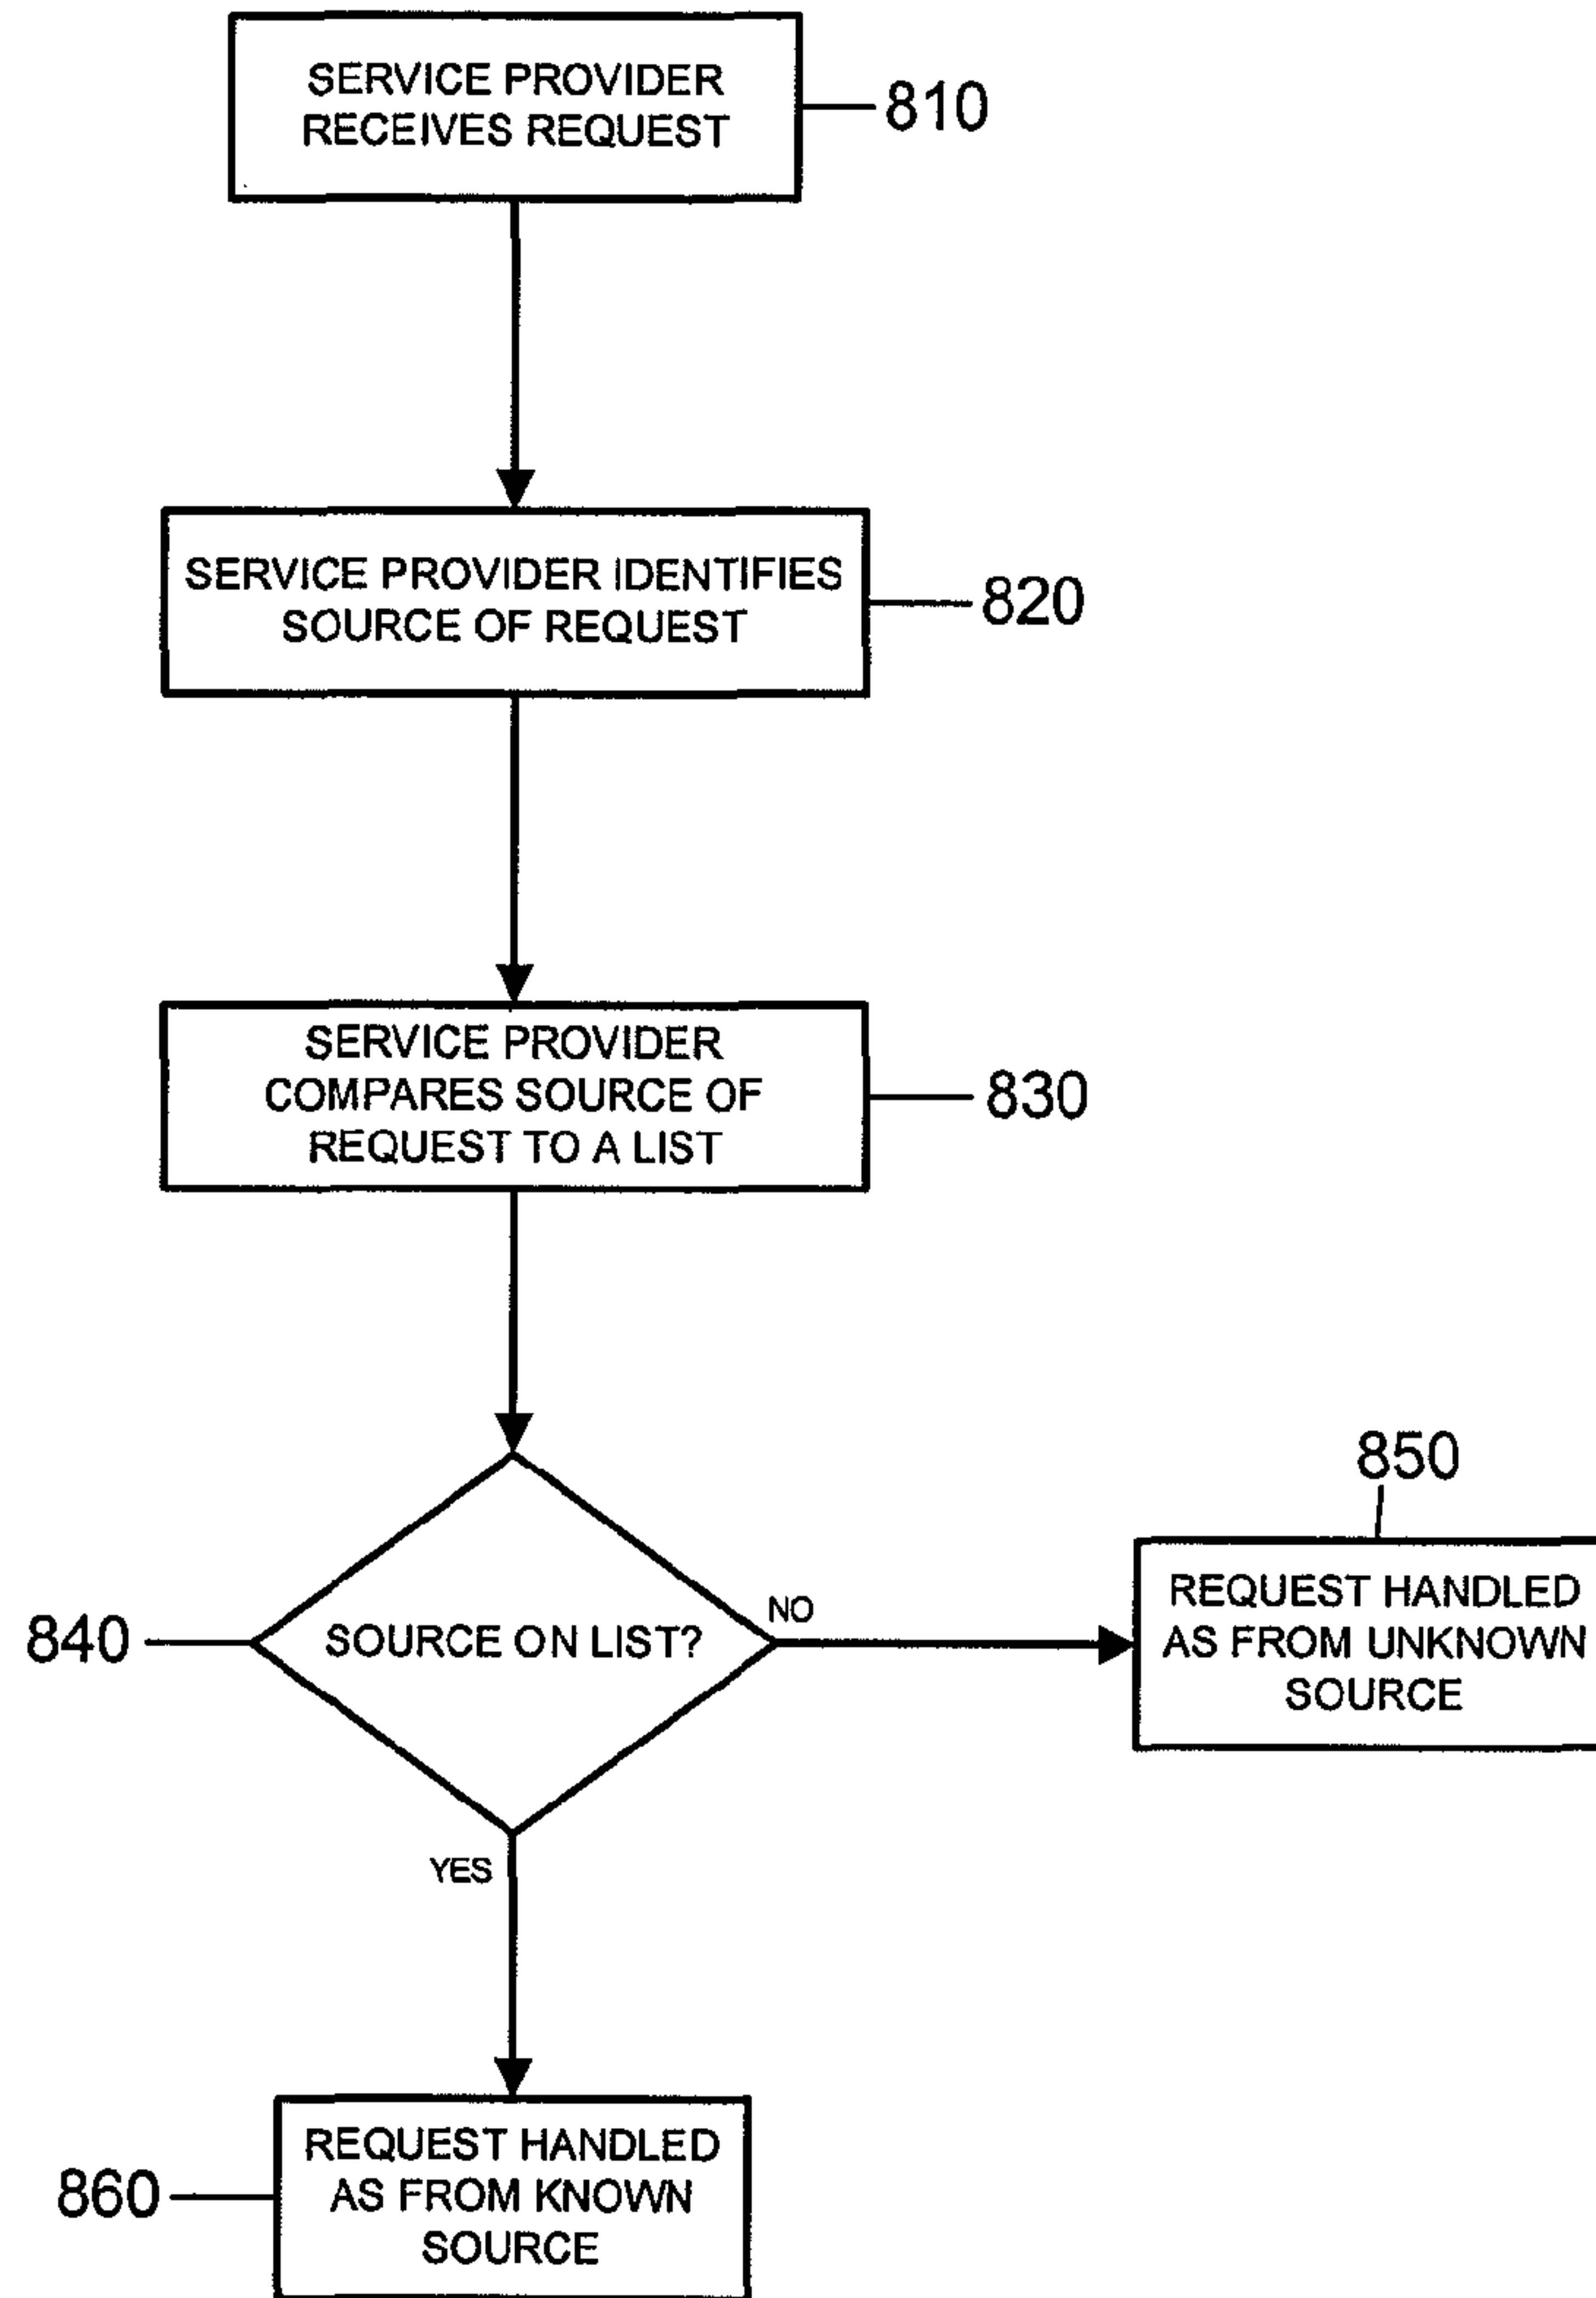 SERVICE PROVIDER
RECEIVES REQUEST
810
SERVICE PROVIDER IDENTIFIES
SOURCE OF REQUEST
820
SERVICE PROVIDER
COMPARES SOURCE OF
REQUEST TO A LIST
830
840
SOURCE ON LIST?
NO
850
REQUEST HANDLED
AS FROM UNKNOWN
SOURCE
YES
860
REQUEST HANDLED
AS FROM KNOWN
SOURCE